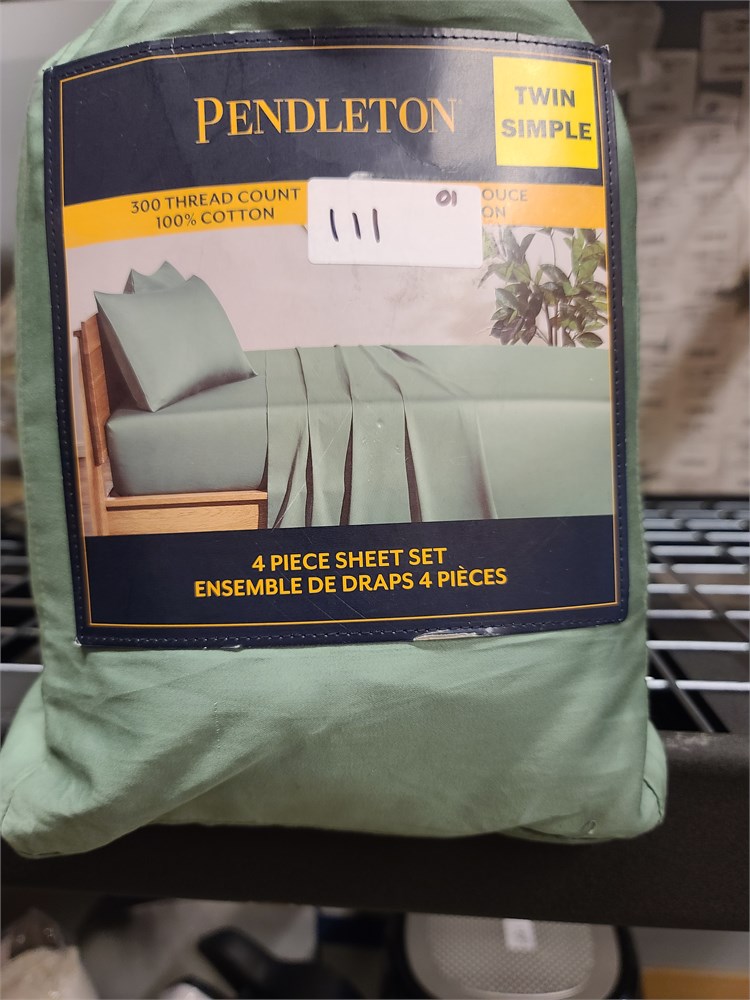 PENDLETON
TWIN
SIMPLE
300 THREAD COUNT
100% COTTON
01
111
4 PIECE SHEET SET
ENSEMBLE DE DRAPS 4 PIÈCES